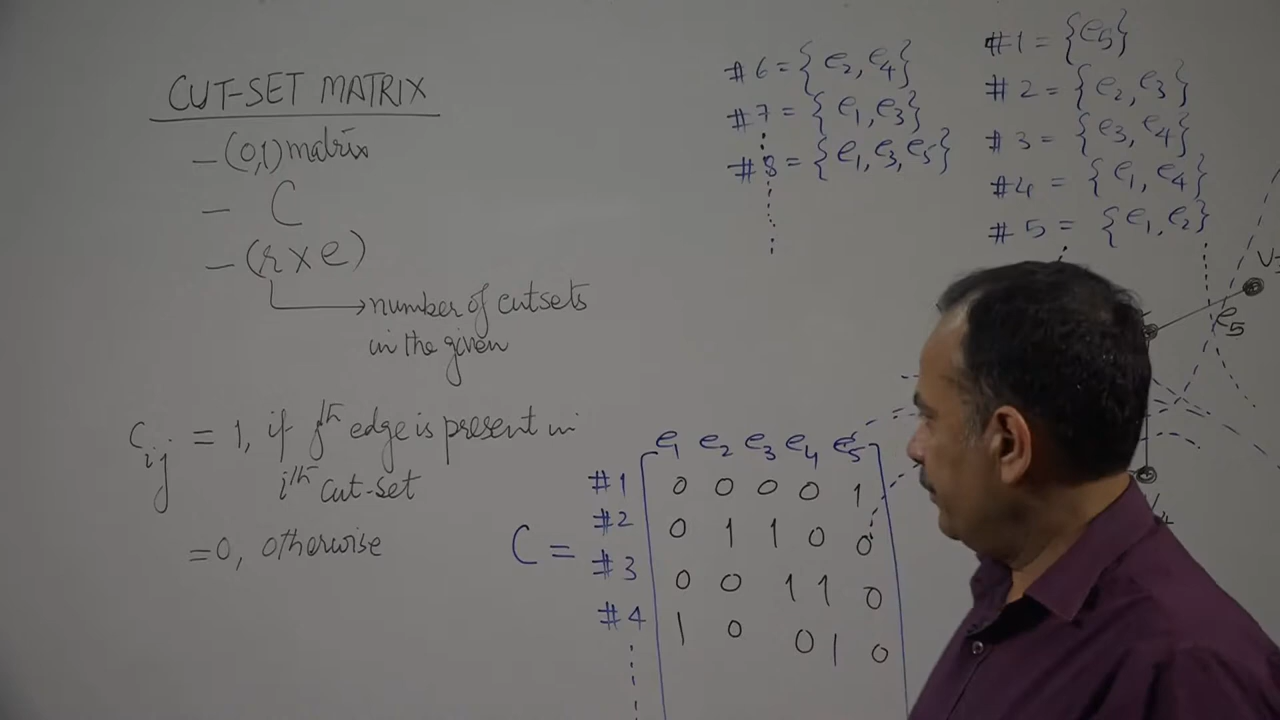 CUT-SET MATRIX
– (0,1) matrix
– C
– (r x e)
number of cutsets
in the given
Cij = 1, if jth edge is present in
ith cut-set
=0, otherwise
#6 = {e2, e4}
#7 = {e1, e3}
#8 = {e1, e3, e5}
#1 = {e5}
#2 = {e2, e3}
#3 = {e3, e4}
#4 = {e1, e4}
#5 = {e1, e2}
e5
C =
e1 e2 e3 e4 e5
#1 0 0 0 0 1
#2 0 1 1 0 0
#3 0 0 1 1 0
#4 1 0 0 1 0